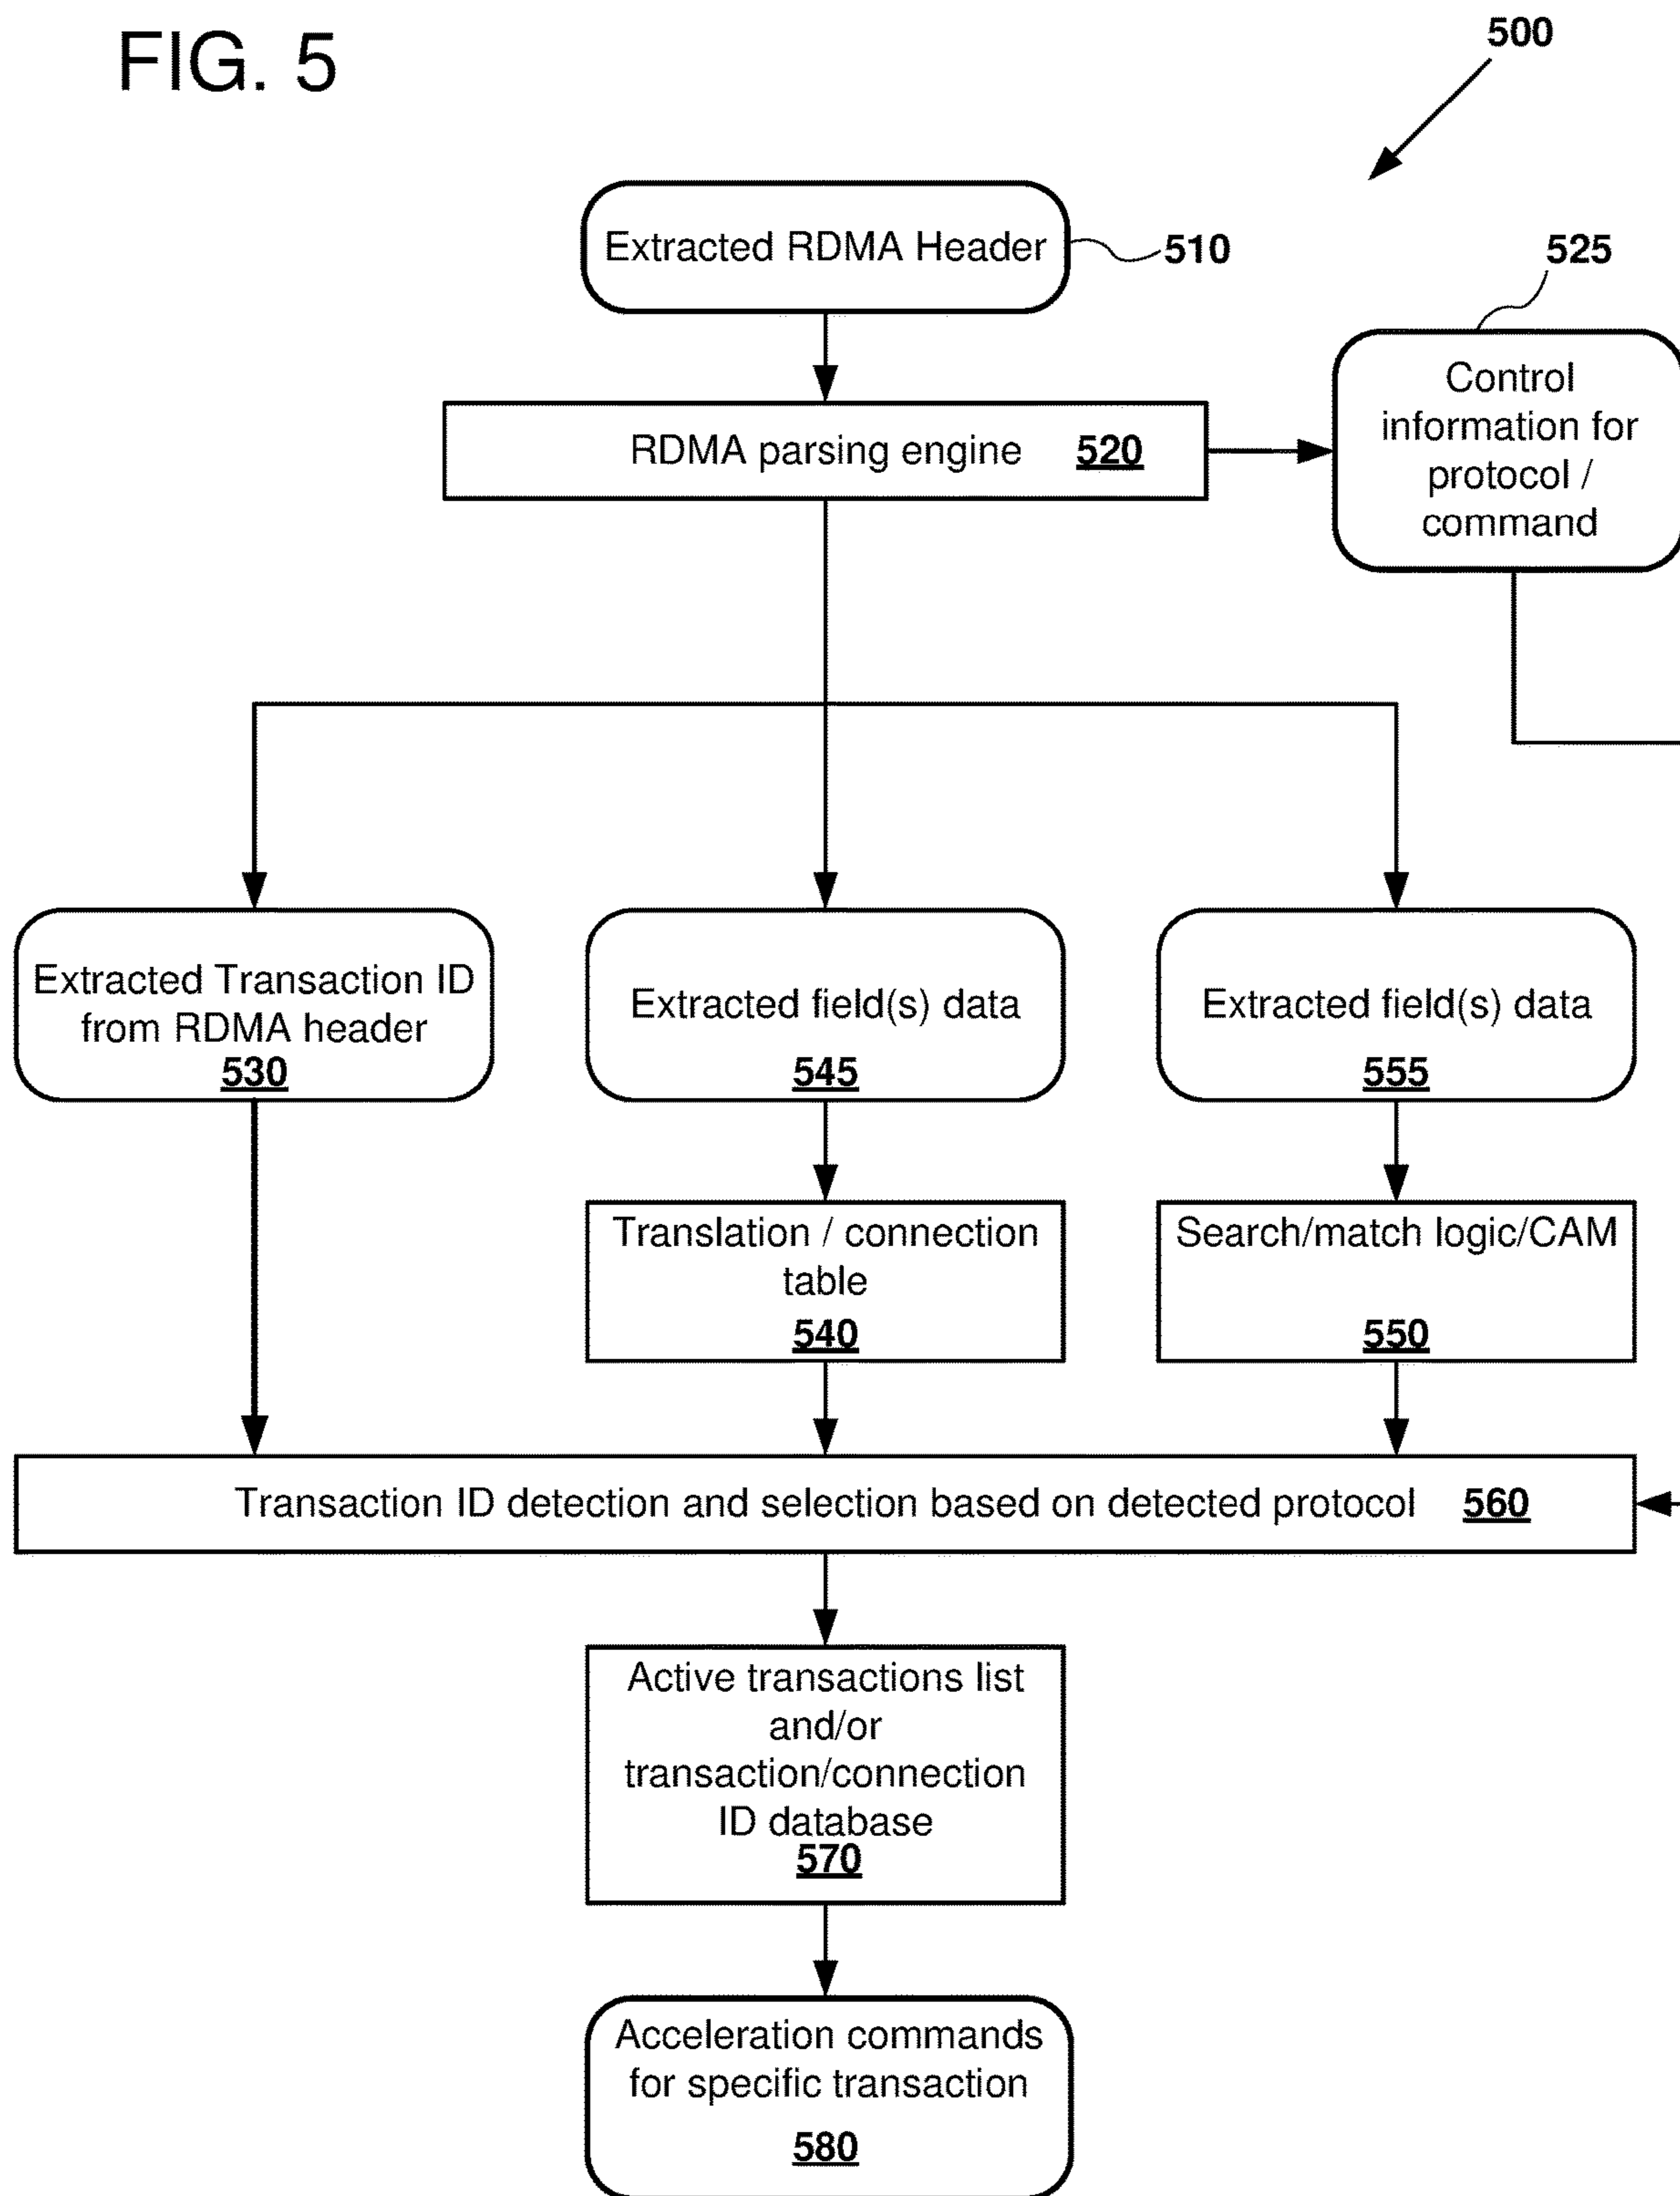 FIG. 5
500
Extracted RDMA Header
510
525
Control
information for
protocol /
command
RDMA parsing engine 520
Extracted Transaction ID
from RDMA header
530
Extracted field(s) data
545
Extracted field(s) data
555
Translation / connection
table
540
Search/match logic/CAM
550
Transaction ID detection and selection based on detected protocol 560
Active transactions list
and/or
transaction/connection
ID database
570
Acceleration commands
for specific transaction
580